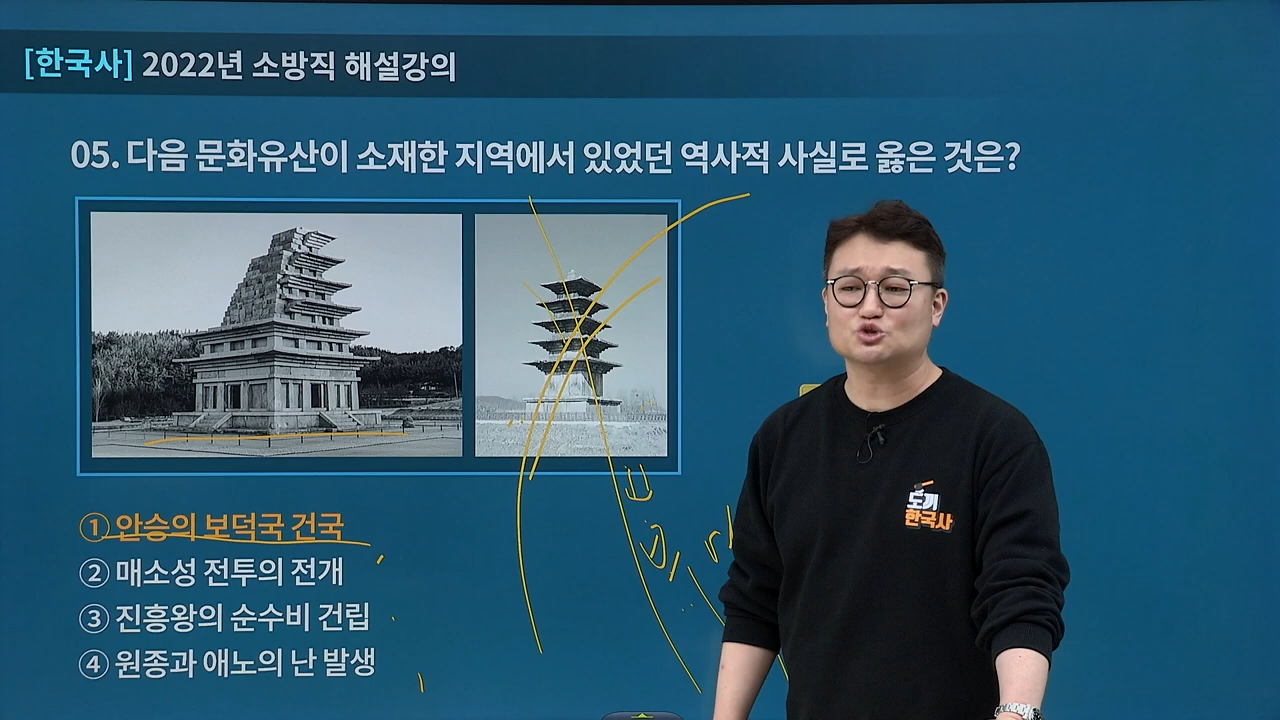 [한국사] 2022년 소방직 해설강의
05. 다음 문화유산이 소재한 지역에서 있었던 역사적 사실로 옳은 것은?
① 안승의 보덕국 건국
② 매소성 전투의 전개
③ 진흥왕의 순수비 건립
④ 원종과 애노의 난 발생
도끼
한국사